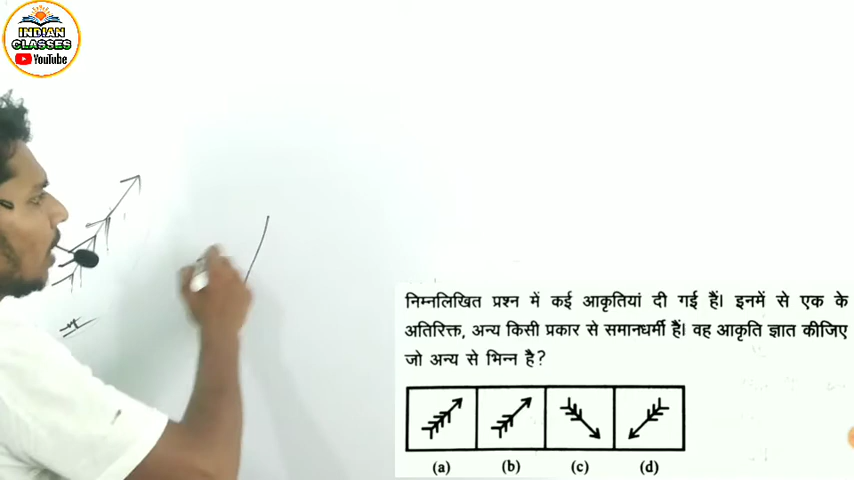 INDIAN
CLASSES
YouTube
निम्नलिखित प्रश्न में कई आकृतियां दी गई हैं। इनमें से एक के
अतिरिक्त, अन्य किसी प्रकार से समानधर्मी हैं। वह आकृति ज्ञात कीजिए
जो अन्य से भिन्न है?
(a) (b) (c) (d)